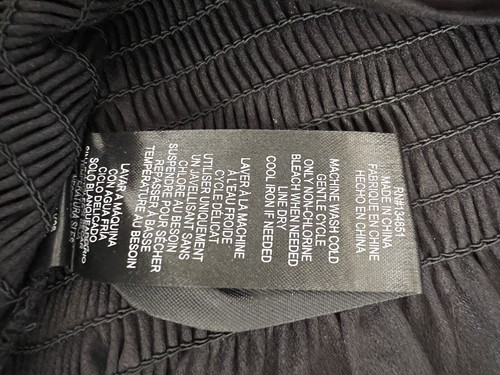 RN#134651
MADE IN CHINA
FABRIQUE EN CHINE
HECHO EN CHINA
MACHINE WASH COLD
GENTLE CYCLE
ONLY NON-CHLORINE
BLEACH WHEN NEEDED
LINE DRY
COOL IRON IF NEEDED
LAVER A LA MACHINE
À L'EAU FROIDE
CYCLE DÉLICAT
UTILISER UNIQUEMENT
UN JAVELLISANT SANS
CHLORE AU BESOIN
SUSPENDRE POUR SÉCHER
REPASSER À BASSE
TEMPÉRATURE AU BESOIN
LAVAR A MÁQUINA
CON AGUA FRÍA
CICLO DELICADO
SOLO BLANQUEADOR